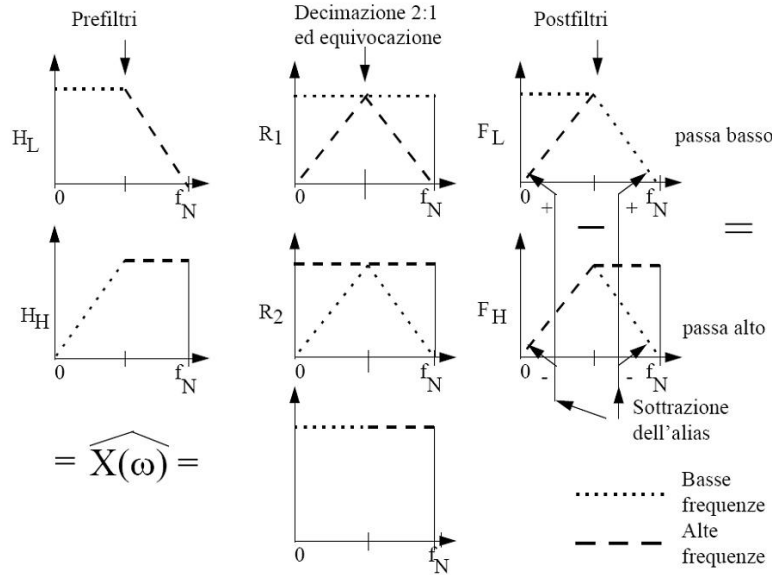 Prefiltri
Decimazione 2:1
ed equivocazione
Postfiltri
H_L
0
f_N
R_1
0
f_N
F_L
0
f_N
passa basso
+
+
−
=
H_H
0
f_N
R_2
0
f_N
F_H
0
f_N
passa alto
-
-
Sottrazione
dell'alias
= X(ω) =
0
f_N
Basse
frequenze
Alte
frequenze